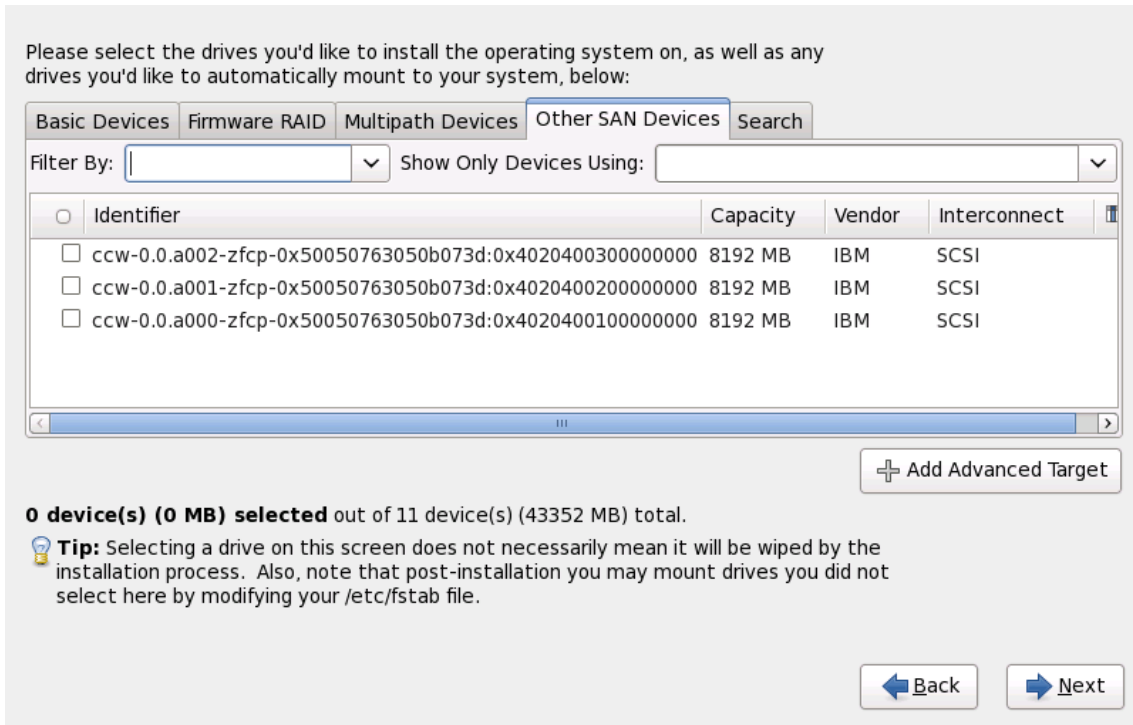 Please select the drives you'd like to install the operating system on, as well as any
drives you'd like to automatically mount to your system, below:
Basic Devices Firmware RAID Multipath Devices Other SAN Devices Search
Filter By: Show Only Devices Using:
Identifier Capacity Vendor Interconnect
ccw-0.0.a002-zfcp-0x50050763050b073d:0x4020400300000000 8192 MB IBM SCSI
ccw-0.0.a001-zfcp-0x50050763050b073d:0x4020400200000000 8192 MB IBM SCSI
ccw-0.0.a000-zfcp-0x50050763050b073d:0x4020400100000000 8192 MB IBM SCSI
Add Advanced Target
0 device(s) (0 MB) selected out of 11 device(s) (43352 MB) total.
Tip: Selecting a drive on this screen does not necessarily mean it will be wiped by the
installation process. Also, note that post-installation you may mount drives you did not
select here by modifying your /etc/fstab file.
Back Next